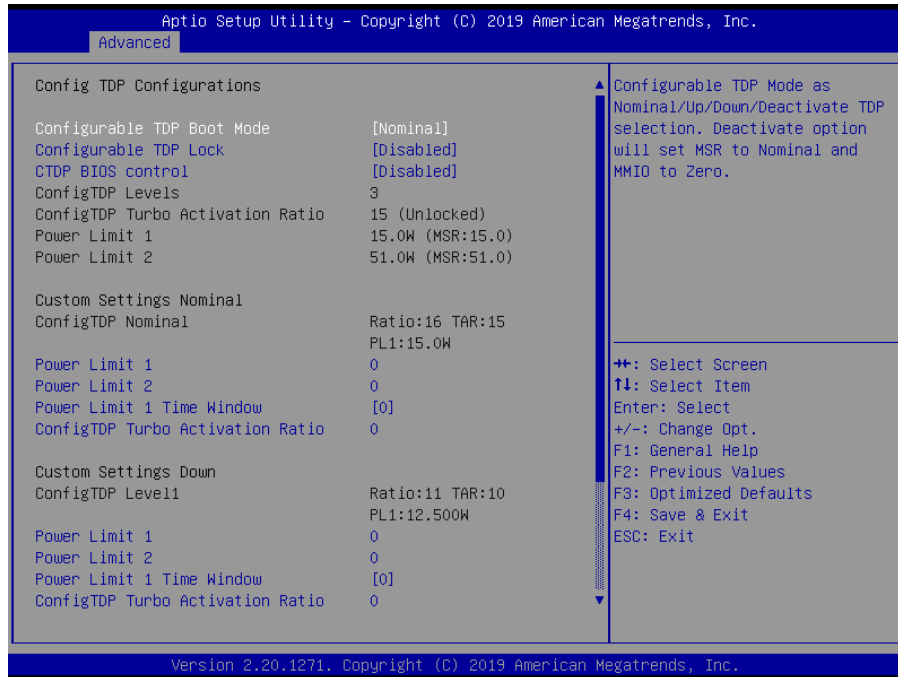 Aptio Setup Utility – Copyright (C) 2019 American Megatrends, Inc.
Advanced
Config TDP Configurations
Configurable TDP Boot Mode [Nominal]
Configurable TDP Lock [Disabled]
CTDP BIOS control [Disabled]
ConfigTDP Levels 3
ConfigTDP Turbo Activation Ratio 15 (Unlocked)
Power Limit 1 15.0W (MSR:15.0)
Power Limit 2 51.0W (MSR:51.0)
Custom Settings Nominal
ConfigTDP Nominal Ratio:16 TAR:15
PL1:15.0W
Power Limit 1 0
Power Limit 2 0
Power Limit 1 Time Window [0]
ConfigTDP Turbo Activation Ratio 0
Custom Settings Down
ConfigTDP Level1 Ratio:11 TAR:10
PL1:12.500W
Power Limit 1 0
Power Limit 2 0
Power Limit 1 Time Window [0]
ConfigTDP Turbo Activation Ratio 0
Configurable TDP Mode as
Nominal/Up/Down/Deactivate TDP
selection. Deactivate option
will set MSR to Nominal and
MMIO to Zero.
→←: Select Screen
↑↓: Select Item
Enter: Select
+/-: Change Opt.
F1: General Help
F2: Previous Values
F3: Optimized Defaults
F4: Save & Exit
ESC: Exit
Version 2.20.1271. Copyright (C) 2019 American Megatrends, Inc.